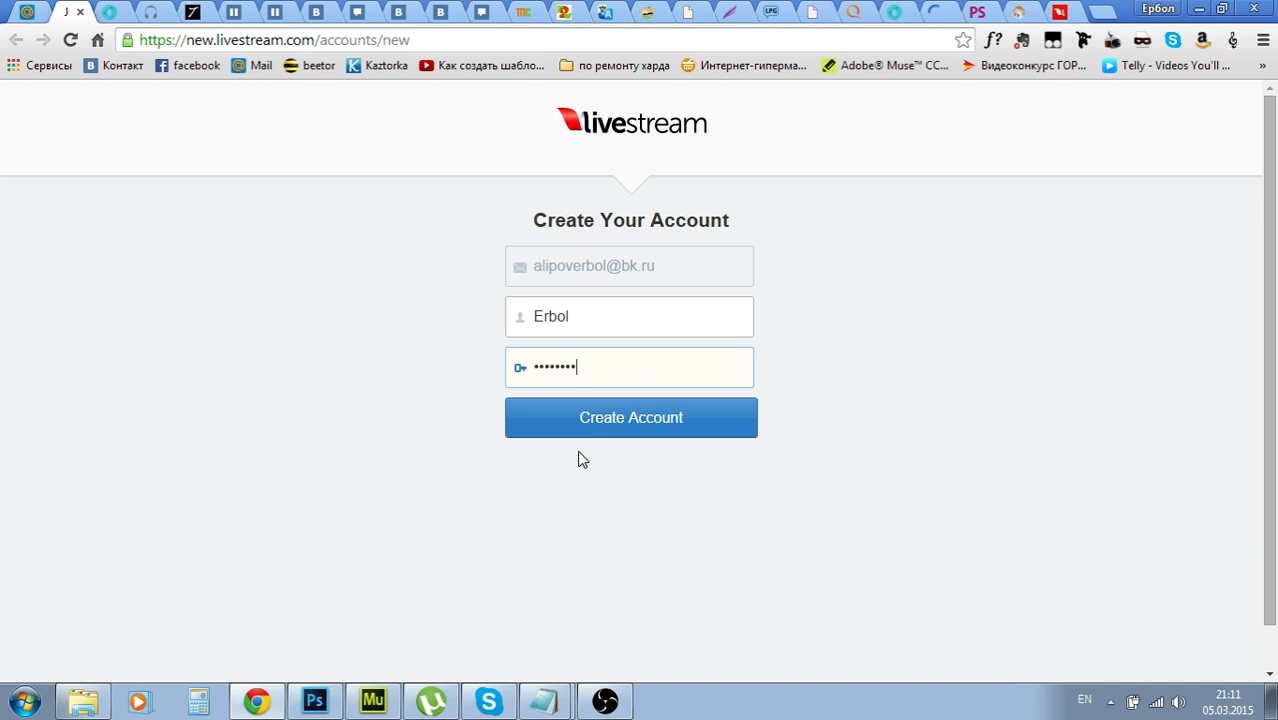 Ербол
https://new.livestream.com/accounts/new
Сервисы
Контакт
facebook
Mail
beetor
Kaztorka
Как создать шабло...
по ремонту харда
Интернет-гиперма...
Adobe® Muse™ CC...
Видеоконкурс ГОР...
Telly - Videos You'll ...
»
livestream
Create Your Account
alipoverbol@bk.ru
Erbol
••••••••
Create Account
Ps
Mu
EN
21:11
05.03.2015